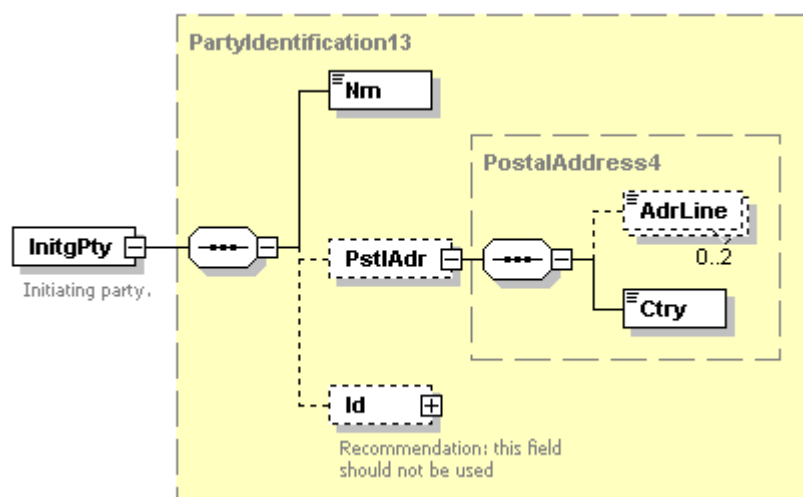 PartyIdentification13
Nm
PostalAddress4
AdrLine
0..2
InitgPty
Initiating party.
PstlAdr
Ctry
Id
Recommendation: this field
should not be used